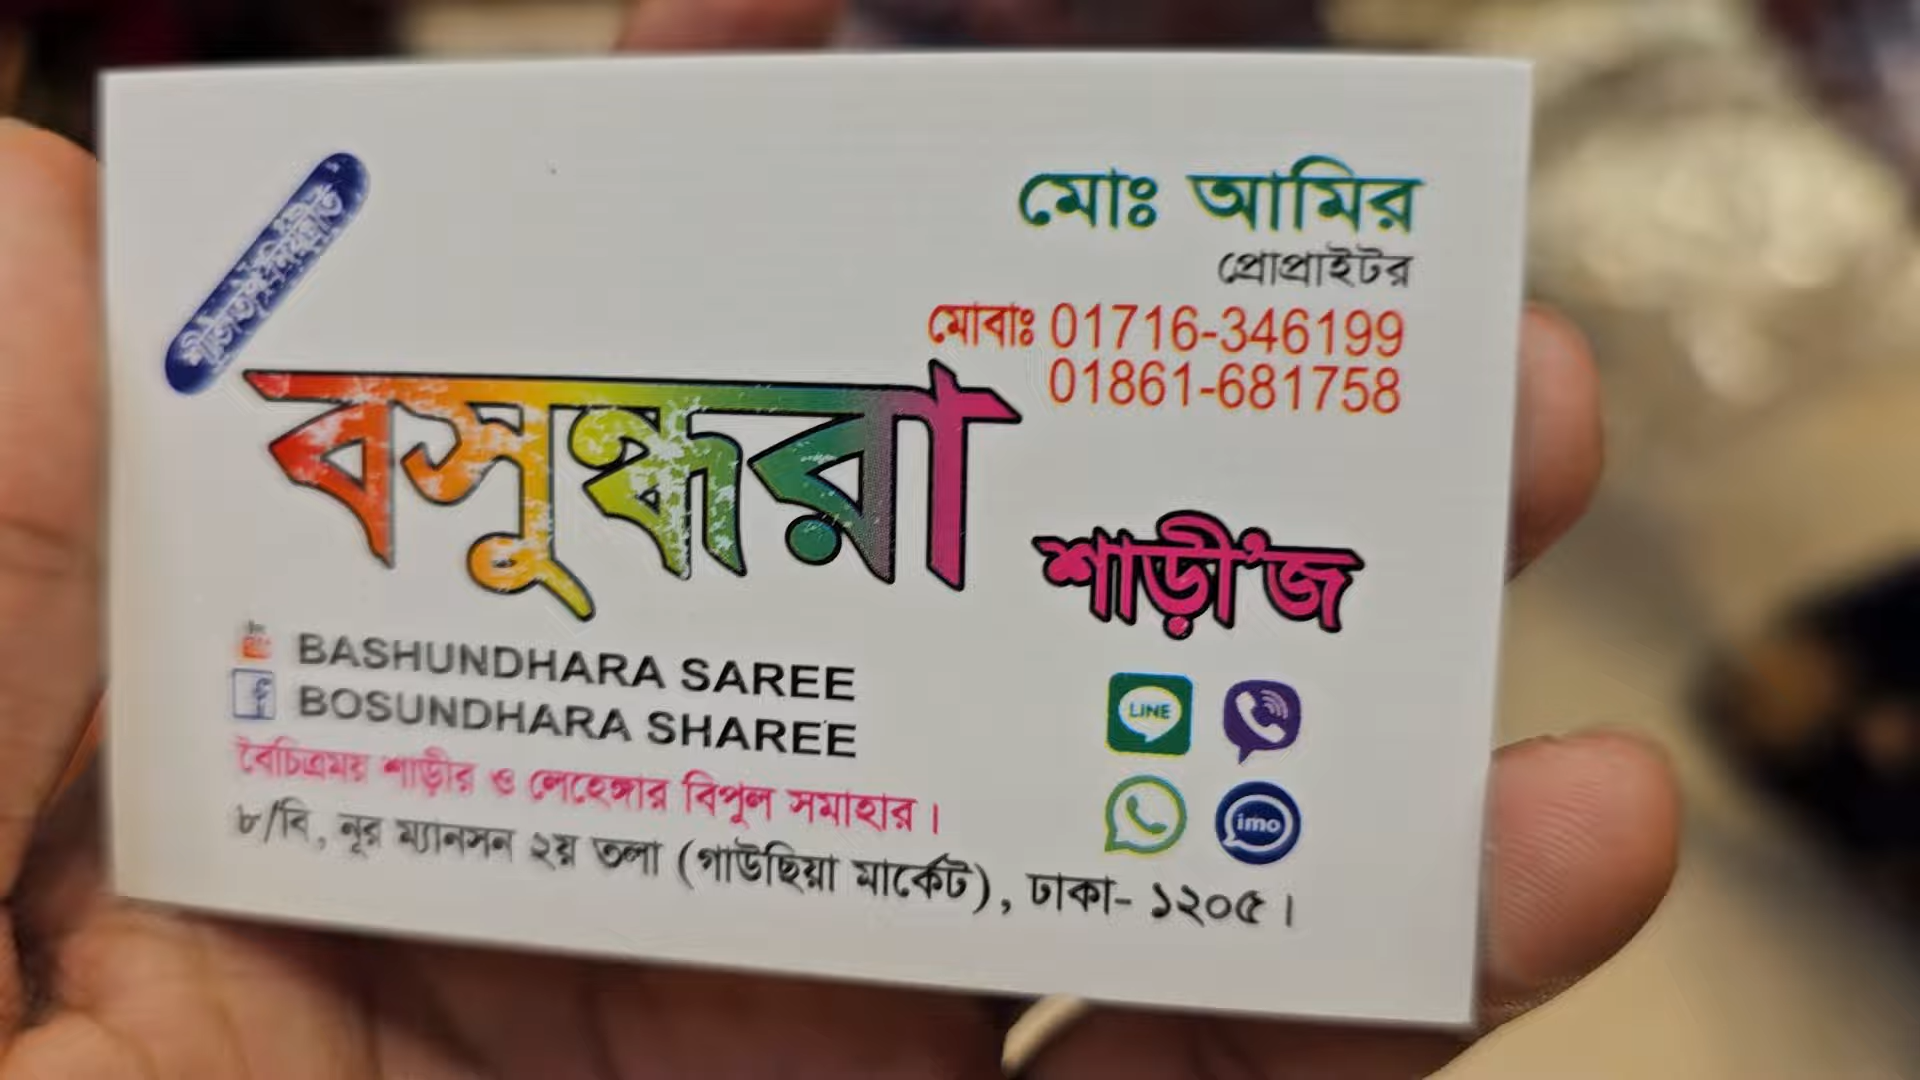 শীতাতপ নিয়ন্ত্রিত
মোঃ আমির
প্রোপ্রাইটর
মোবাঃ 01716-346199
01861-681758
বসুন্ধরা
শাড়ী'জ
BASHUNDHARA SAREE
BOSUNDHARA SHAREE
LINE
imo
বৈচিত্রময় শাড়ীর ও লেহেঙ্গার বিপুল সমাহার।
৮/বি, নূর ম্যানসন ২য় তলা (গাউছিয়া মার্কেট), ঢাকা- ১২০৫।